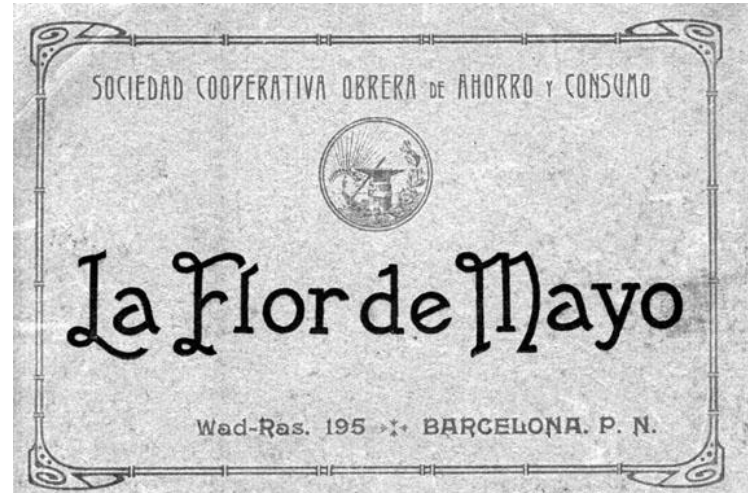 SOCIEDAD COOPERATIVA OBRERA DE AHORRO Y CONSUMO
La Flor de Mayo
Wad-Ras. 195 BARCELONA. P. N.